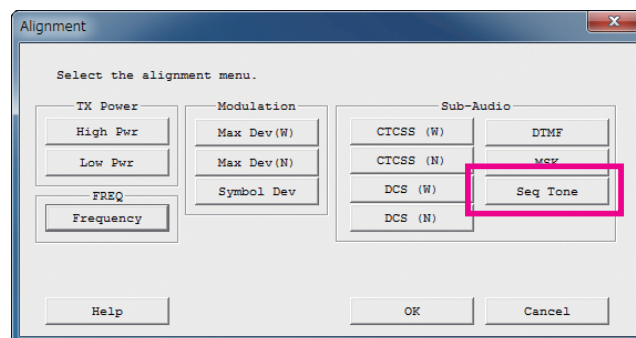 Alignment
Select the alignment menu.
TX Power
High Pwr
Low Pwr
FREQ
Frequency
Modulation
Max Dev(W)
Max Dev(N)
Symbol Dev
Sub-Audio
CTCSS (W)
CTCSS (N)
DCS (W)
DCS (N)
DTMF
MSK
Seq Tone
Help
OK
Cancel